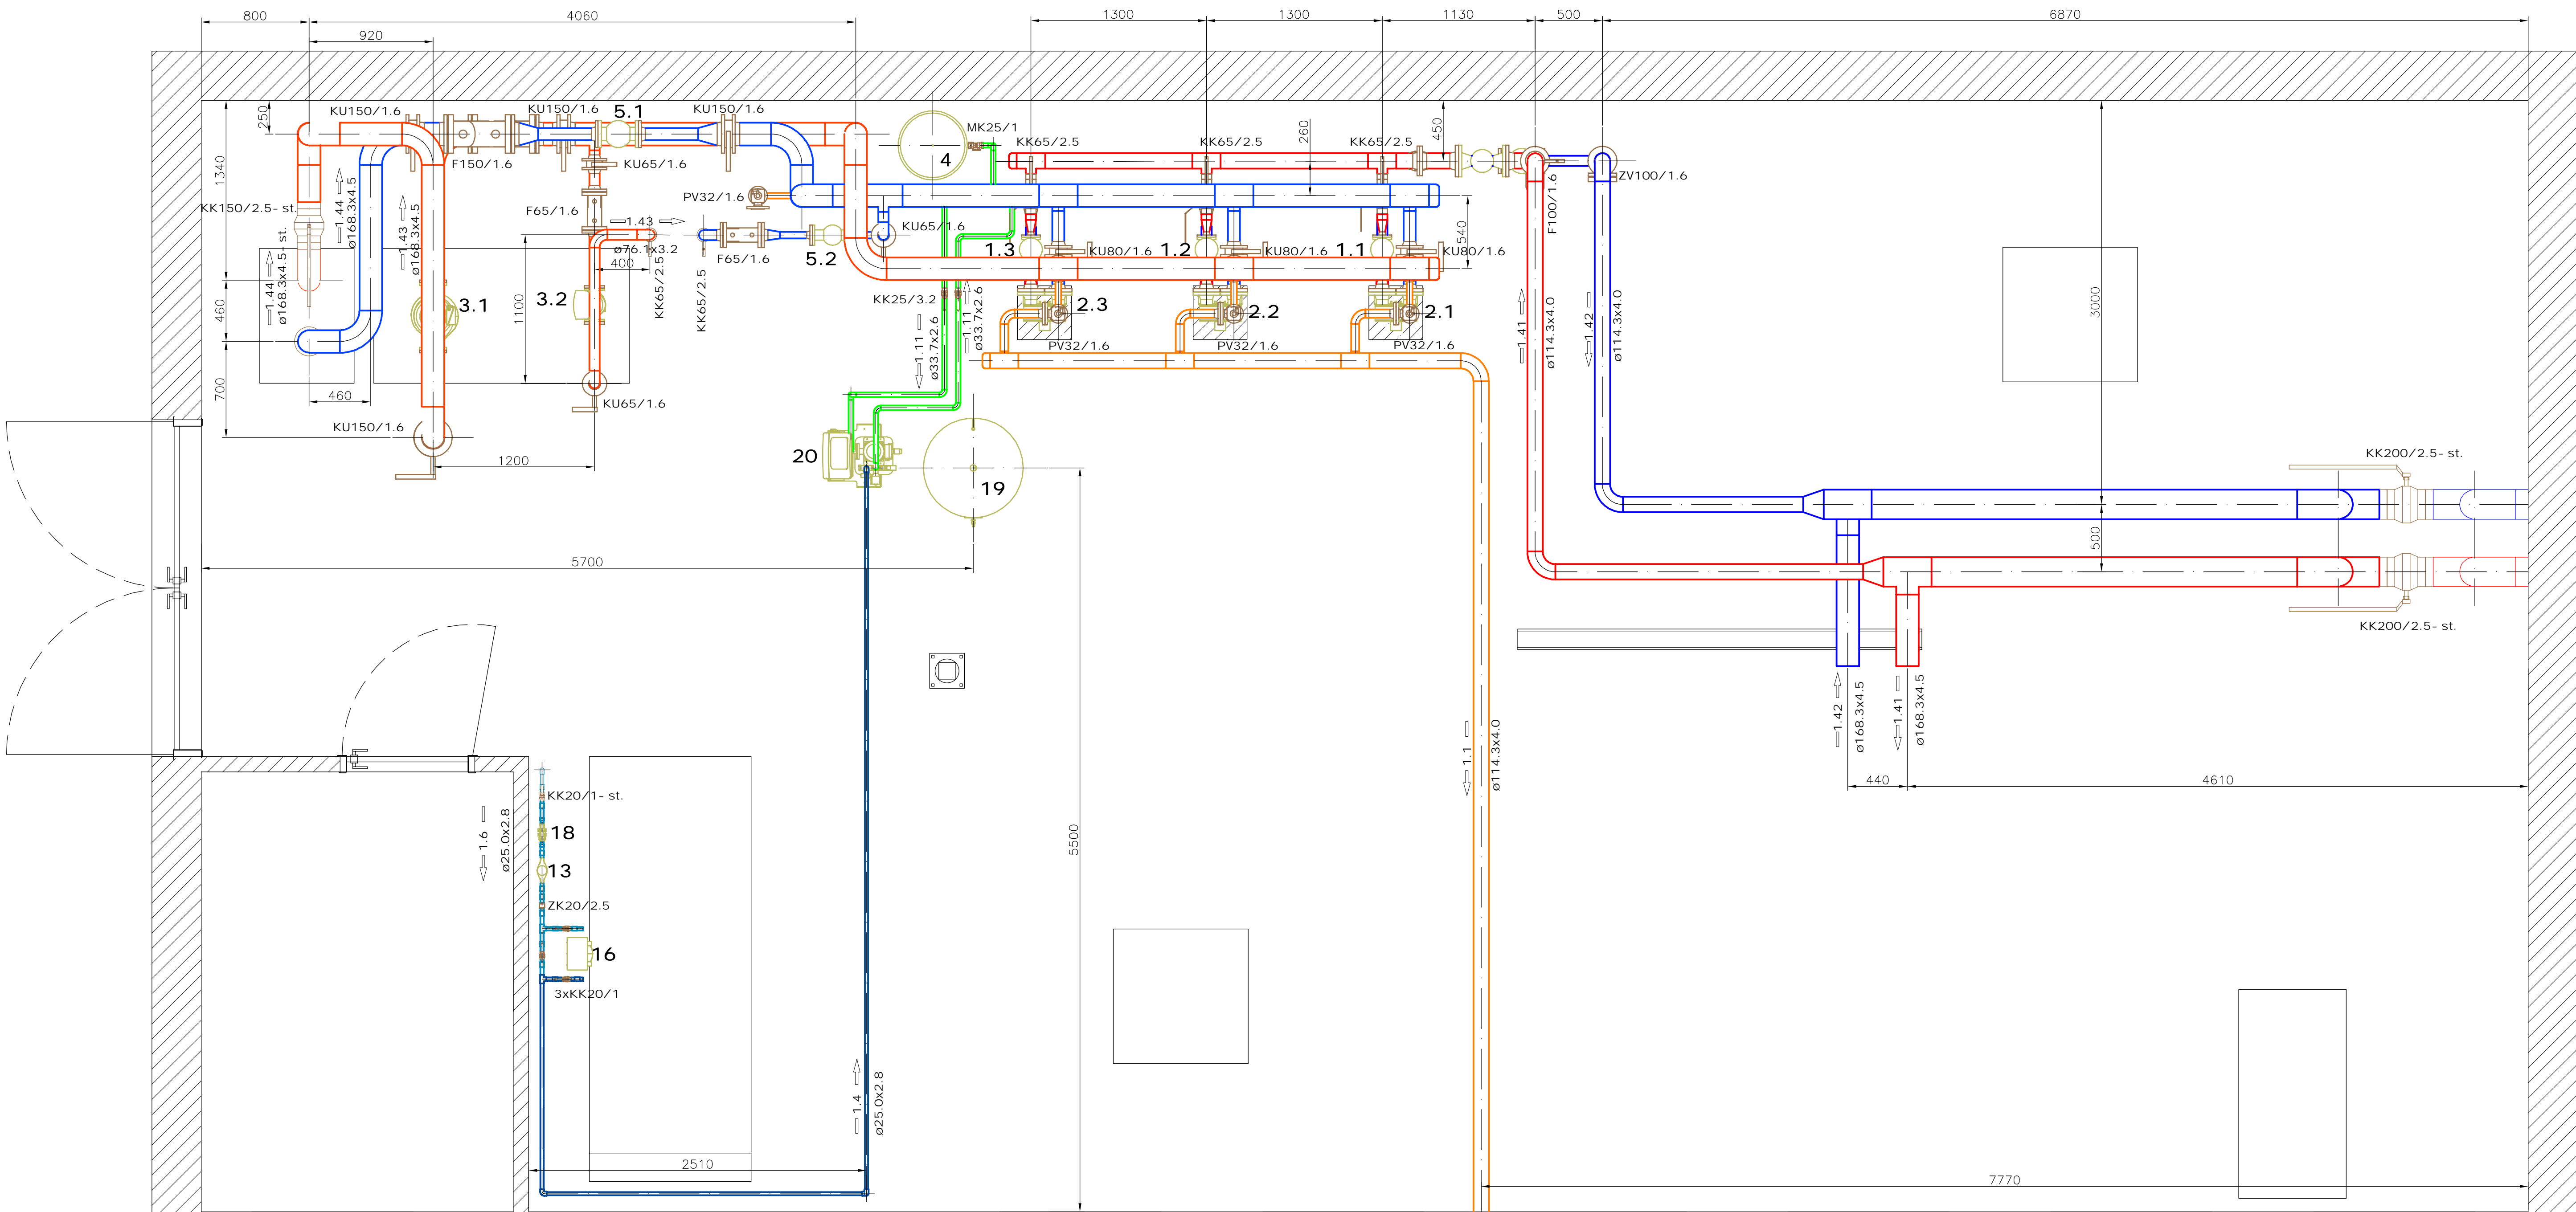 800
4060
1300
1300
1130
500
6870
920
250
KU150/1.6
KU150/1.6
5.1
KU150/1.6
F150/1.6
KU65/1.6
4
MK25/1
KK65/2.5
260
KK65/2.5
KK65/2.5
450
ZV100/1.6
F100/1.6
1340
1.44
ø168.3x4.5
1.43
ø168.3x4.5
KK150/2.5- st.
1.44
ø168.3x4.5- st.
F65/1.6
1.43
PV32/1.6
KU65/1.6
ø76.1x3.2
400
KK65/2.5
KK65/2.5
F65/1.6
5.2
1.3
KU80/1.6
1.2
KU80/1.6
1.1
KU80/1.6
540
3000
460
3.1
3.2
1100
KK25/3.2
1.11
ø33.7x2.6
1.11
ø33.7x2.6
2.3
2.2
2.1
PV32/1.6
PV32/1.6
PV32/1.6
1.41
ø114.3x4.0
1.42
ø114.3x4.0
700
460
KU65/1.6
KU150/1.6
1200
20
19
KK200/2.5- st.
500
5700
KK200/2.5- st.
1.42
ø168.3x4.5
1.41
ø168.3x4.5
1.1
ø114.3x4.0
440
4610
KK20/1- st.
1.6
ø25.0x2.8
18
13
5500
ZK20/2.5
16
3xKK20/1
1.4
ø25.0x2.8
2510
7770